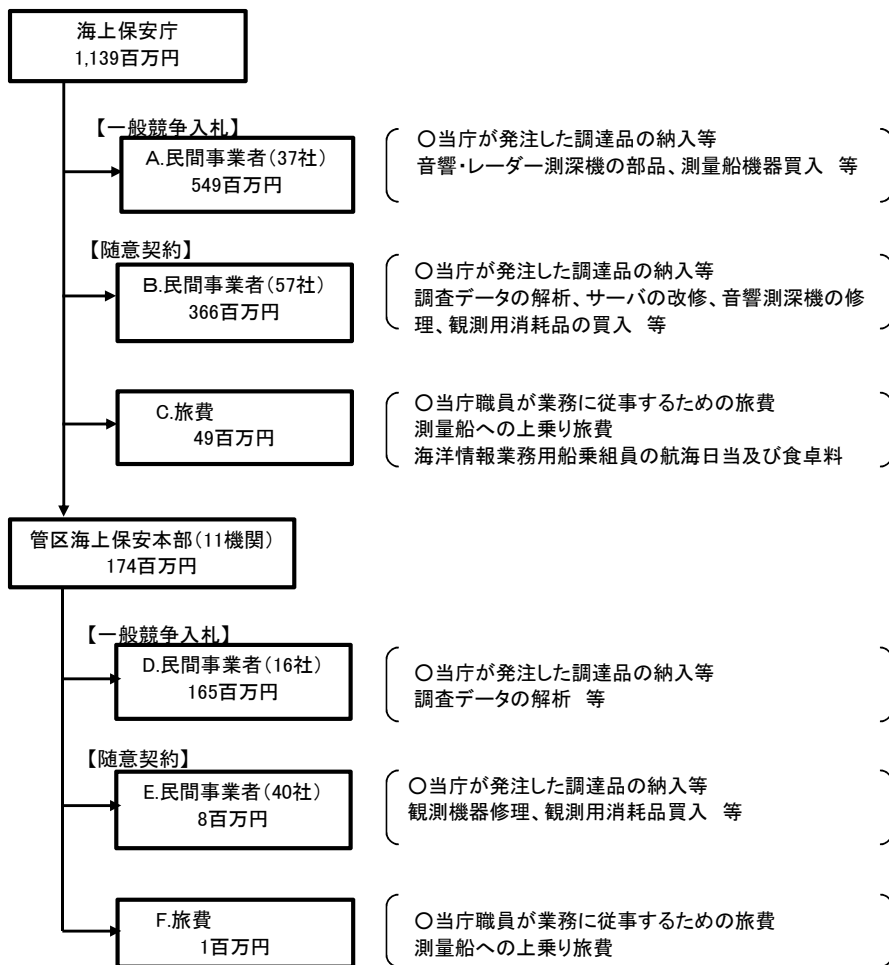 海上保安庁
1,139百万円
【一般競争入札】
A.民間事業者(37社)
549百万円
○当庁が発注した調達品の納入等
音響・レーダー測深機の部品、測量船機器買入　等
【随意契約】
B.民間事業者(57社)
366百万円
○当庁が発注した調達品の納入等
調査データの解析、サーバの改修、音響測深機の修
理、観測用消耗品の買入　等
C.旅費
49百万円
○当庁職員が業務に従事するための旅費
測量船への上乗り旅費
海洋情報業務用船乗組員の航海日当及び食卓料
管区海上保安本部(11機関)
174百万円
【一般競争入札】
D.民間事業者(16社)
165百万円
○当庁が発注した調達品の納入等
調査データの解析　等
【随意契約】
E.民間事業者(40社)
8百万円
○当庁が発注した調達品の納入等
観測機器修理、観測用消耗品買入　等
F.旅費
1百万円
○当庁職員が業務に従事するための旅費
測量船への上乗り旅費